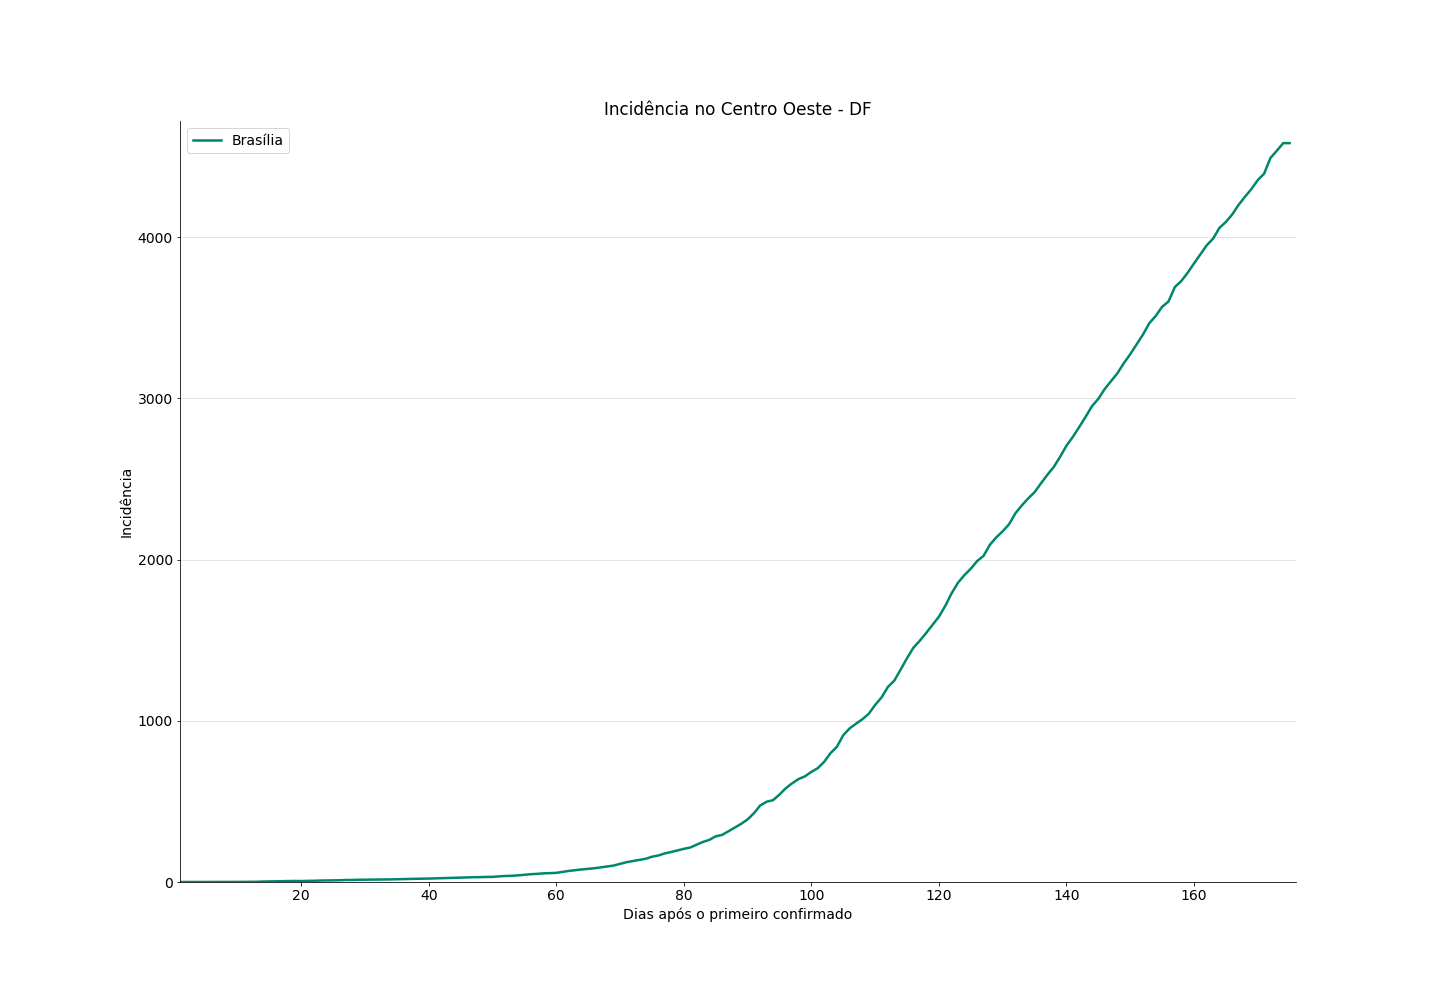 Incidência no Centro Oeste - DF
Brasília
4000
3000
2000
1000
0
Incidência
20 40 60 80 100 120 140 160
Dias após o primeiro confirmado